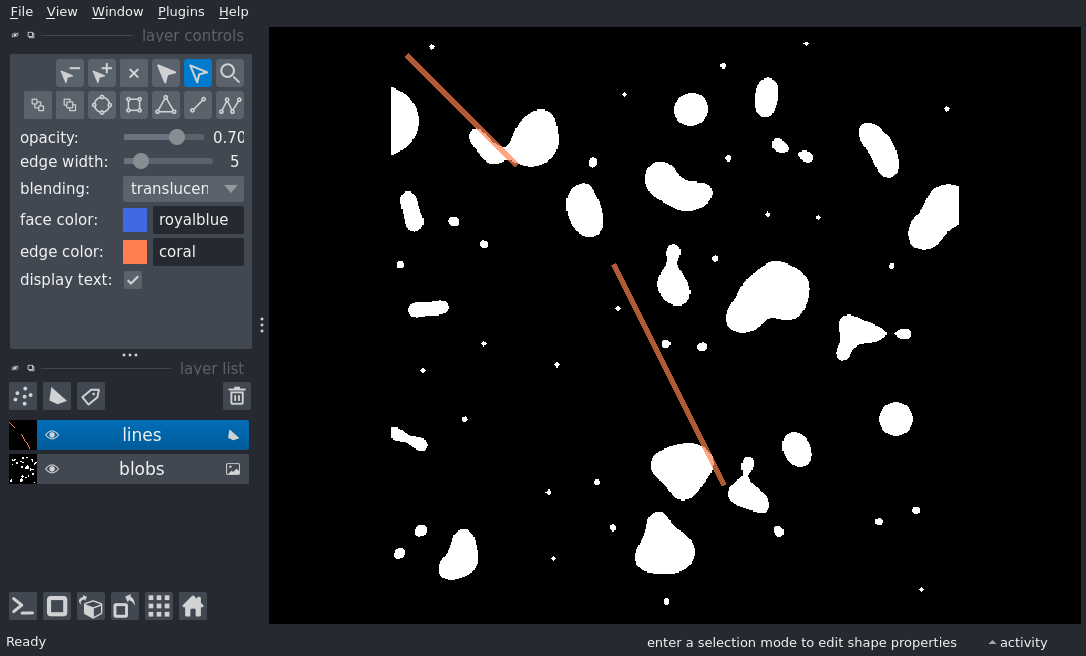 File View Window Plugins Help
layer controls
opacity: 0.70
edge width: 5
blending: translucen
face color: royalblue
edge color: coral
display text:
layer list
lines
blobs
Ready
enter a selection mode to edit shape properties
activity